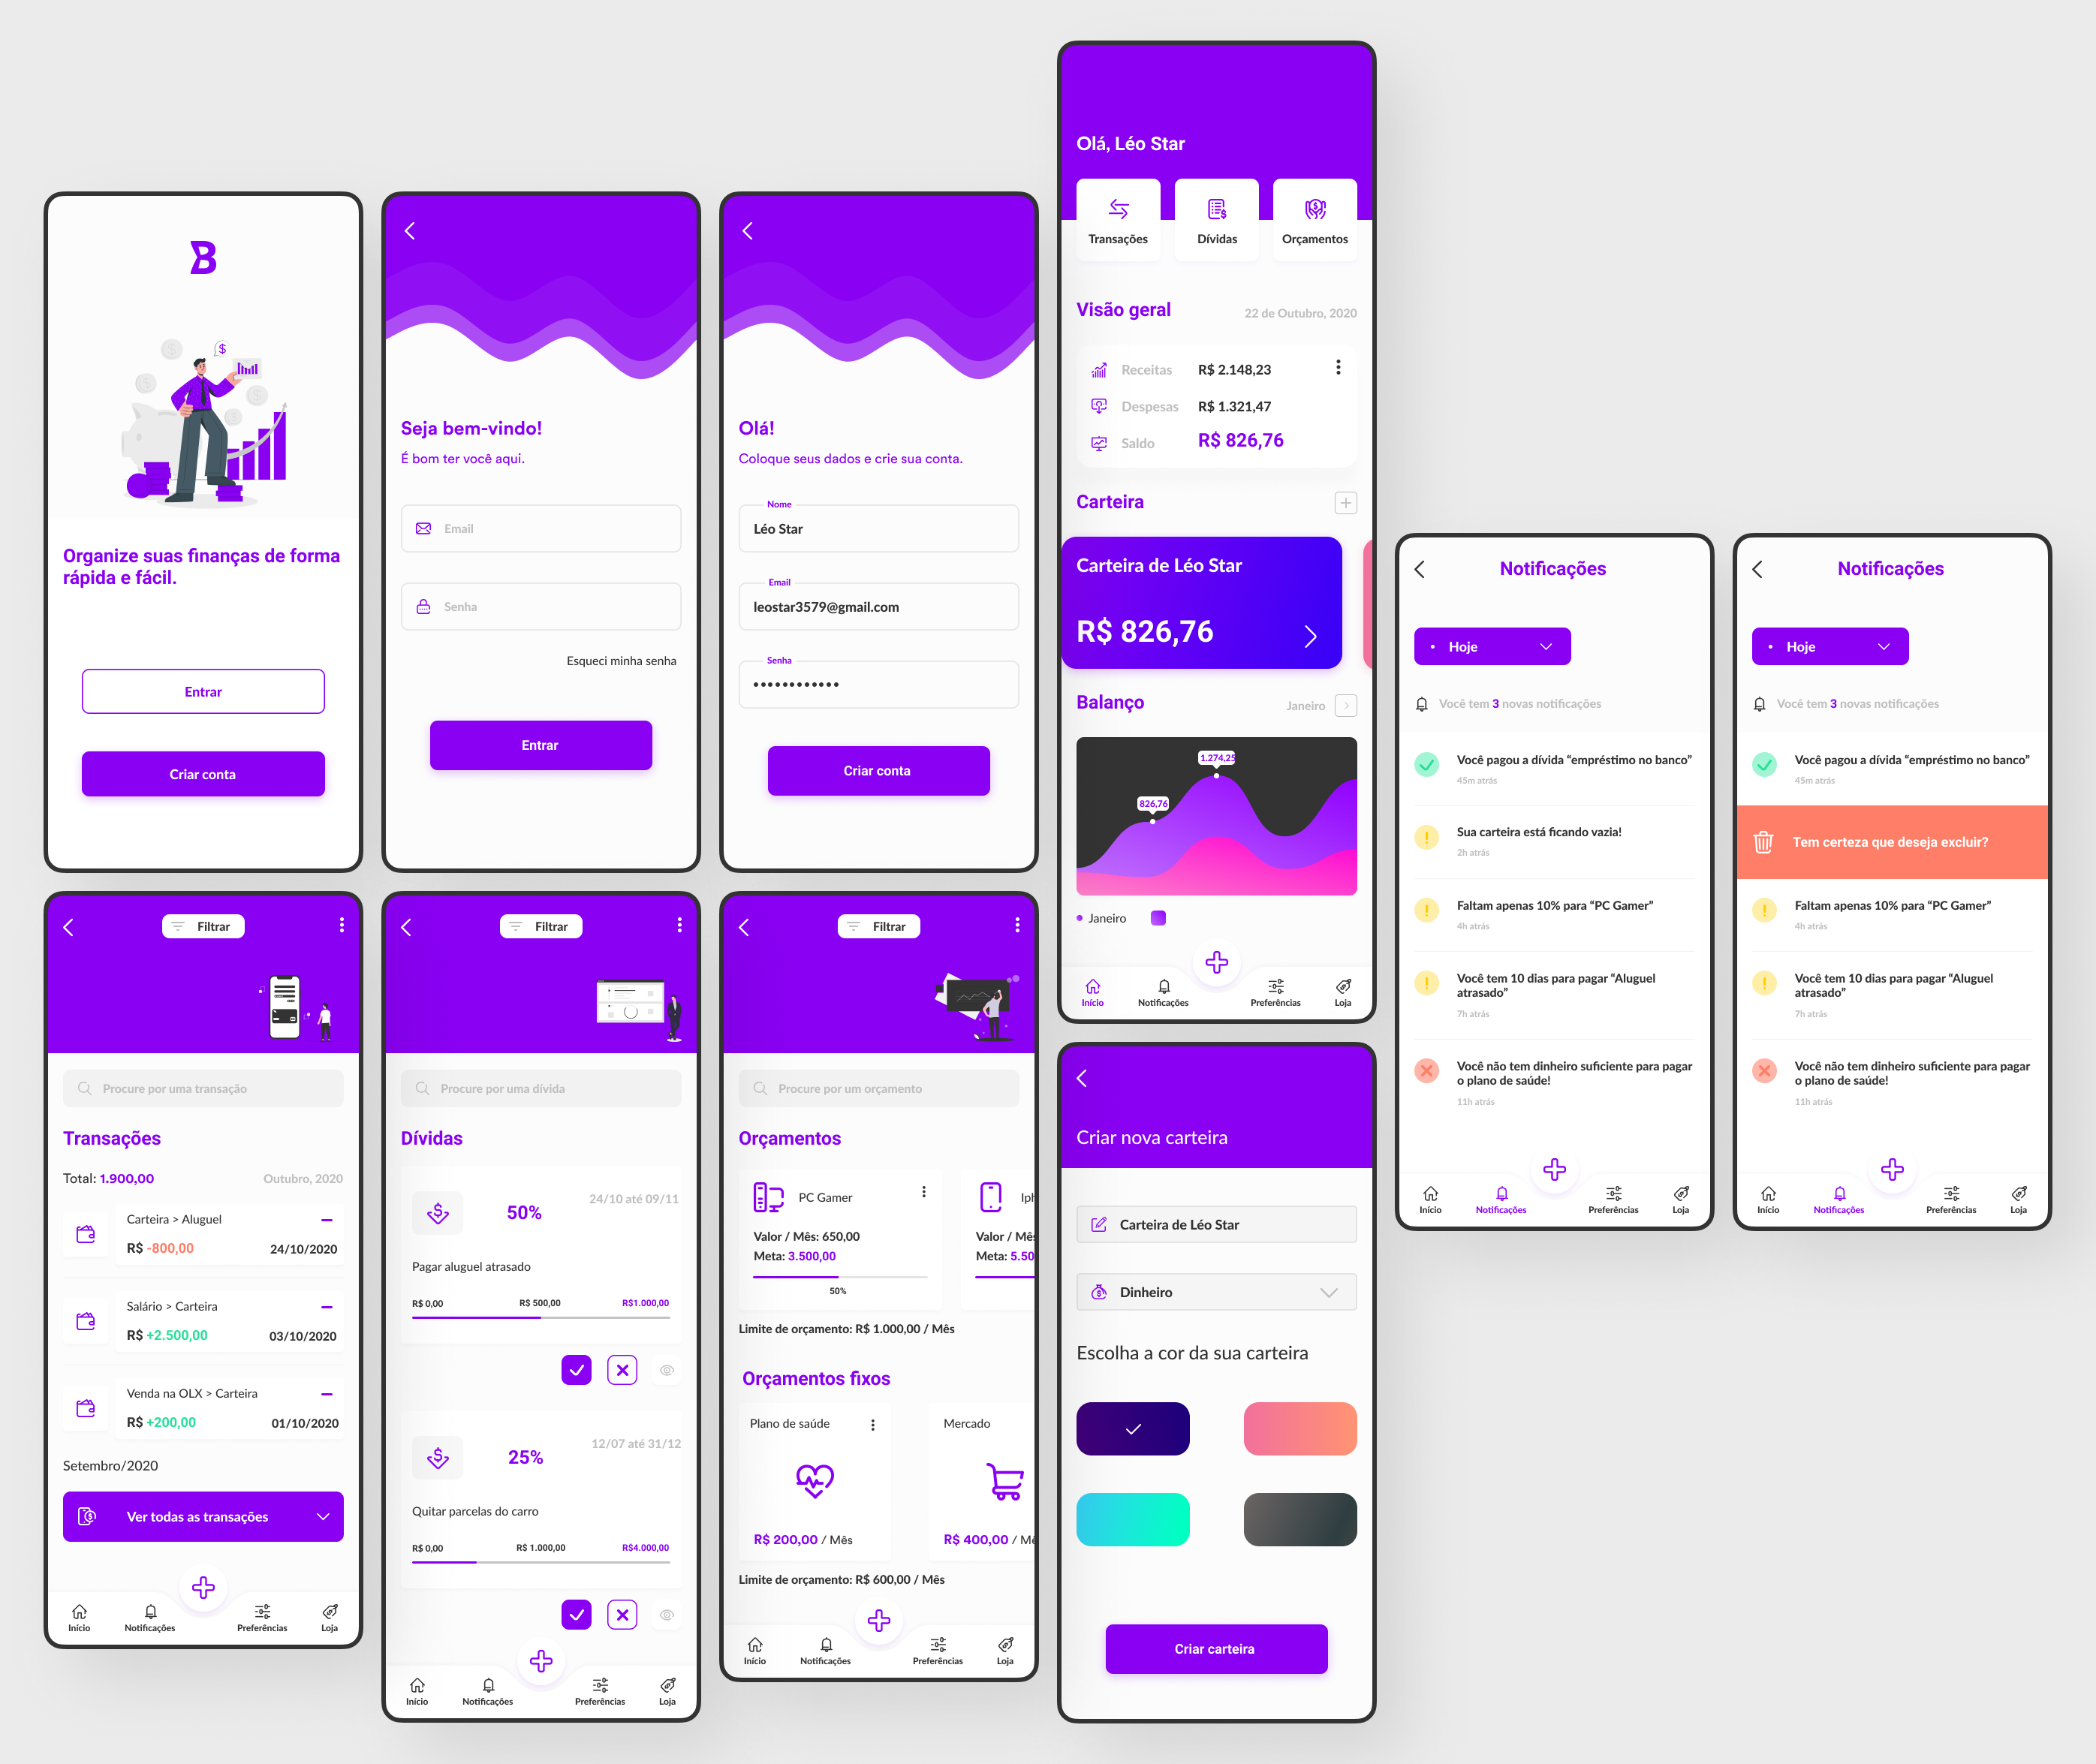 B
$
Organize suas finanças de forma
rápida e fácil.
Entrar
Criar conta
Seja bem-vindo!
É bom ter você aqui.
Email
Senha
Esqueci minha senha
Entrar
Olá!
Coloque seus dados e crie sua conta.
Nome
Léo Star
Email
leostar3579@gmail.com
Senha
••••••••••••
Criar conta
Olá, Léo Star
Transações
Dívidas
Orçamentos
Visão geral
22 de Outubro, 2020
Receitas R$ 2.148,23
Despesas R$ 1.321,47
Saldo R$ 826,76
Carteira
Carteira de Léo Star
R$ 826,76
Balanço
Janeiro
1.274,25
826,76
Janeiro
Início
Notificações
Preferências
Loja
Notificações
Hoje
Você tem 3 novas notificações
Você pagou a dívida “empréstimo no banco”
45m atrás
Sua carteira está ficando vazia!
2h atrás
Faltam apenas 10% para “PC Gamer”
4h atrás
Você tem 10 dias para pagar “Aluguel
atrasado”
7h atrás
Você não tem dinheiro suficiente para pagar
o plano de saúde!
11h atrás
Início
Notificações
Preferências
Loja
Notificações
Hoje
Você tem 3 novas notificações
Você pagou a dívida “empréstimo no banco”
45m atrás
Tem certeza que deseja excluir?
Faltam apenas 10% para “PC Gamer”
4h atrás
Você tem 10 dias para pagar “Aluguel
atrasado”
7h atrás
Você não tem dinheiro suficiente para pagar
o plano de saúde!
11h atrás
Início
Notificações
Preferências
Loja
Filtrar
Procure por uma transação
Transações
Total: 1.900,00
Outubro, 2020
Carteira > Aluguel
R$ -800,00
24/10/2020
Salário > Carteira
R$ +2.500,00
03/10/2020
Venda na OLX > Carteira
R$ +200,00
01/10/2020
Setembro/2020
Ver todas as transações
Início
Notificações
Preferências
Loja
Filtrar
Procure por uma dívida
Dívidas
24/10 até 09/11
50%
Pagar aluguel atrasado
R$ 0,00
R$ 500,00
R$1.000,00
12/07 até 31/12
25%
Quitar parcelas do carro
R$ 0,00
R$ 1.000,00
R$4.000,00
Início
Notificações
Preferências
Loja
Filtrar
Procure por um orçamento
Orçamentos
PC Gamer
Valor / Mês: 650,00
Meta: 3.500,00
50%
Iph
Valor / Mês
Meta: 5.50
Limite de orçamento: R$ 1.000,00 / Mês
Orçamentos fixos
Plano de saúde
R$ 200,00 / Mês
Mercado
R$ 400,00 / Mê
Limite de orçamento: R$ 600,00 / Mês
Início
Notificações
Preferências
Loja
Criar nova carteira
Carteira de Léo Star
Dinheiro
Escolha a cor da sua carteira
Criar carteira